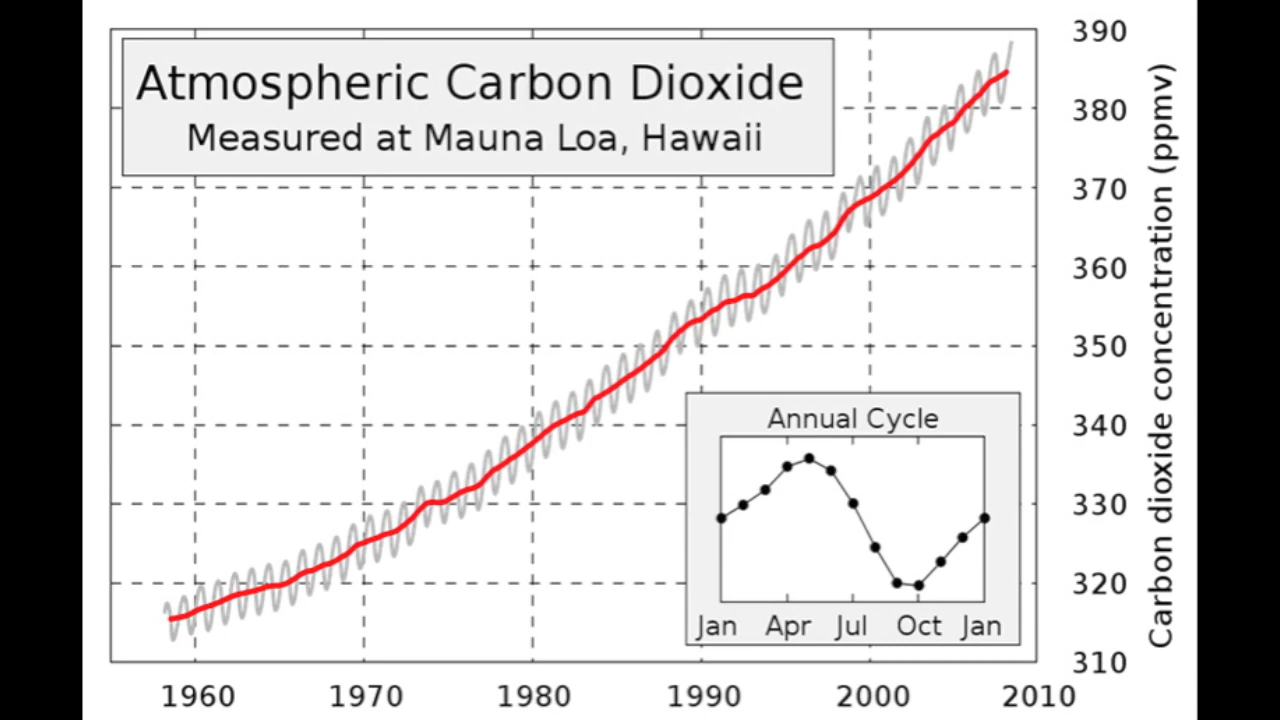 Atmospheric Carbon Dioxide
Measured at Mauna Loa, Hawaii
390
380
370
360
350
340
330
320
310
Carbon dioxide concentration (ppmv)
Annual Cycle
Jan Apr Jul Oct Jan
1960 1970 1980 1990 2000 2010